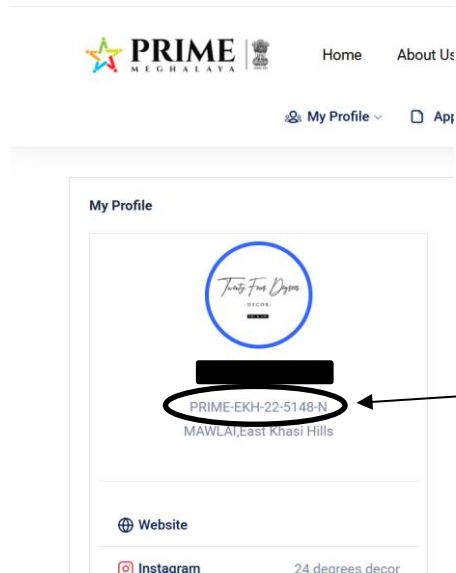 PRIME
MEGHALAYA
Home About Us
My Profile App
My Profile
Twenty Four Degrees
-DECOR-
PRIME-EKH-22-5148-N
MAWLAI,East Khasi Hills
Website
Instagram 24 degrees decor